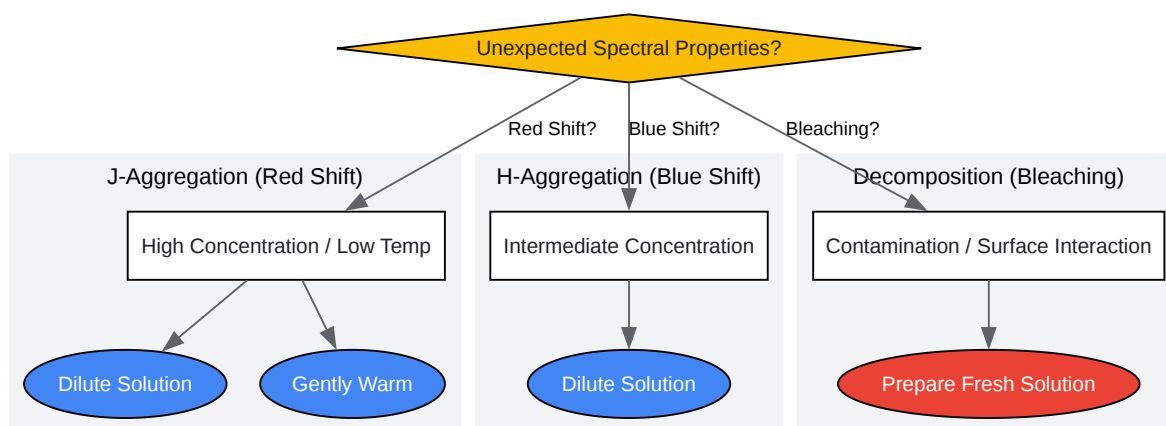 Unexpected Spectral Properties?
Red Shift?
Blue Shift?
Bleaching?
J-Aggregation (Red Shift)
H-Aggregation (Blue Shift)
Decomposition (Bleaching)
High Concentration / Low Temp
Intermediate Concentration
Contamination / Surface Interaction
Dilute Solution
Gently Warm
Dilute Solution
Prepare Fresh Solution